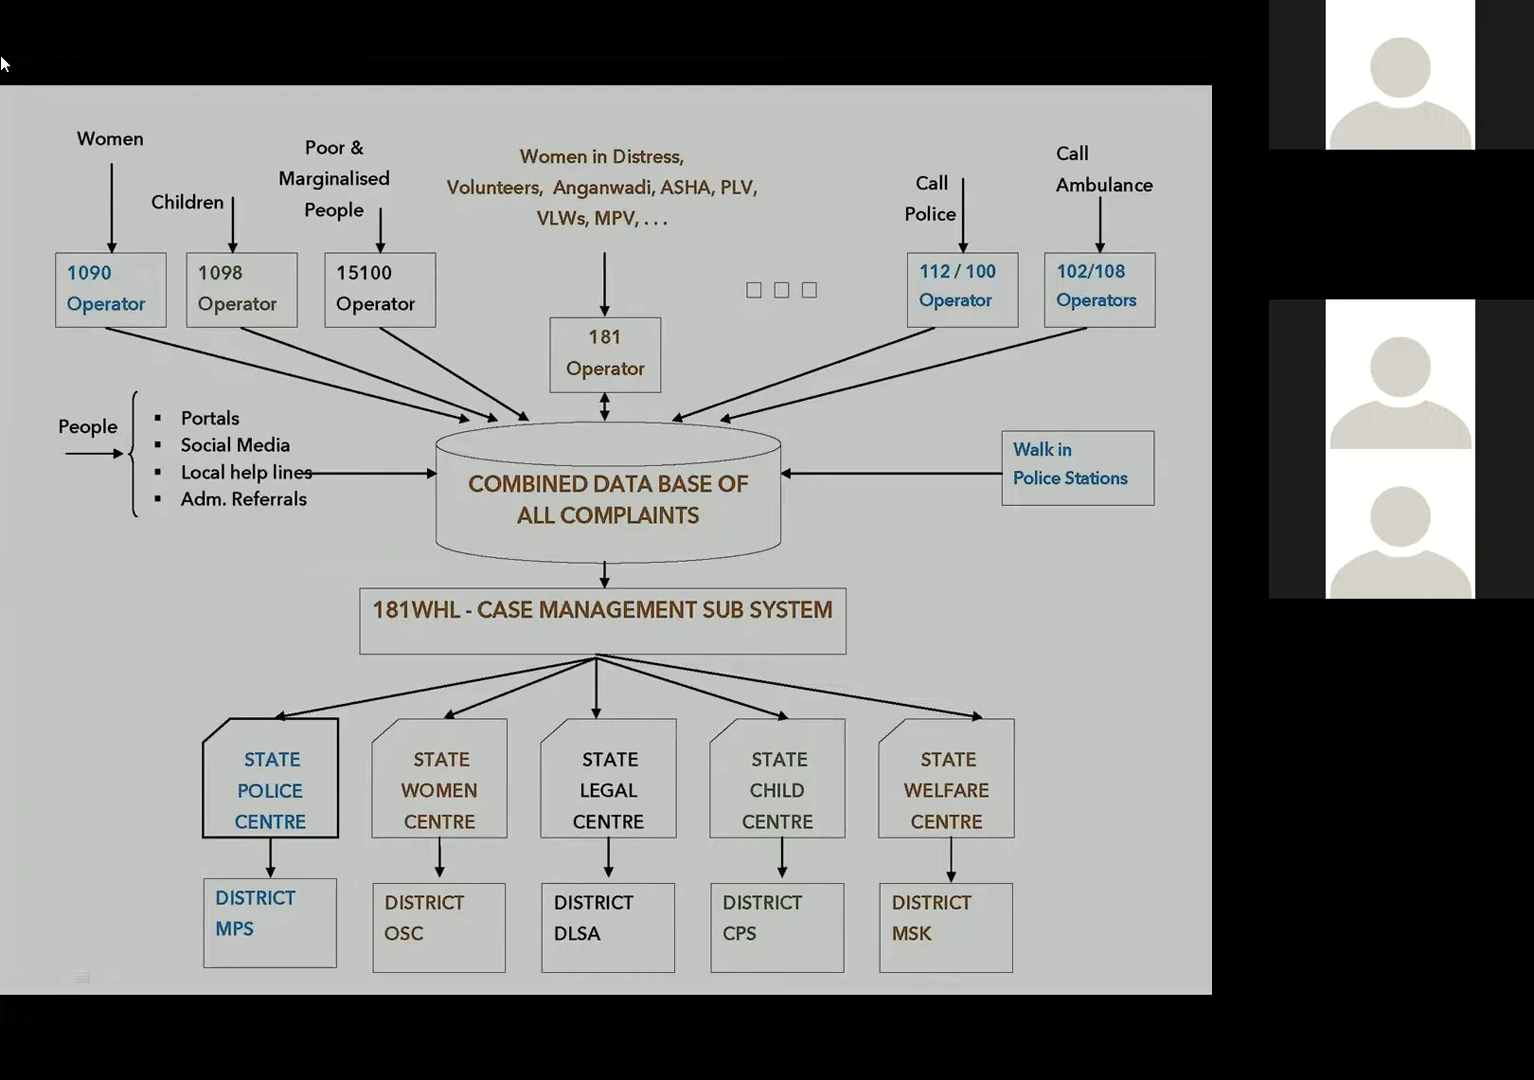 Women
Children
Poor &
Marginalised
People
Women in Distress,
Volunteers, Anganwadi, ASHA, PLV,
VLWs, MPV, . . .
Call
Police
Call
Ambulance
1090
Operator
1098
Operator
15100
Operator
181
Operator
112 / 100
Operator
102/108
Operators
People
▪ Portals
▪ Social Media
▪ Local help lines
▪ Adm. Referrals
COMBINED DATA BASE OF
ALL COMPLAINTS
Walk in
Police Stations
181WHL - CASE MANAGEMENT SUB SYSTEM
STATE
POLICE
CENTRE
STATE
WOMEN
CENTRE
STATE
LEGAL
CENTRE
STATE
CHILD
CENTRE
STATE
WELFARE
CENTRE
DISTRICT
MPS
DISTRICT
OSC
DISTRICT
DLSA
DISTRICT
CPS
DISTRICT
MSK